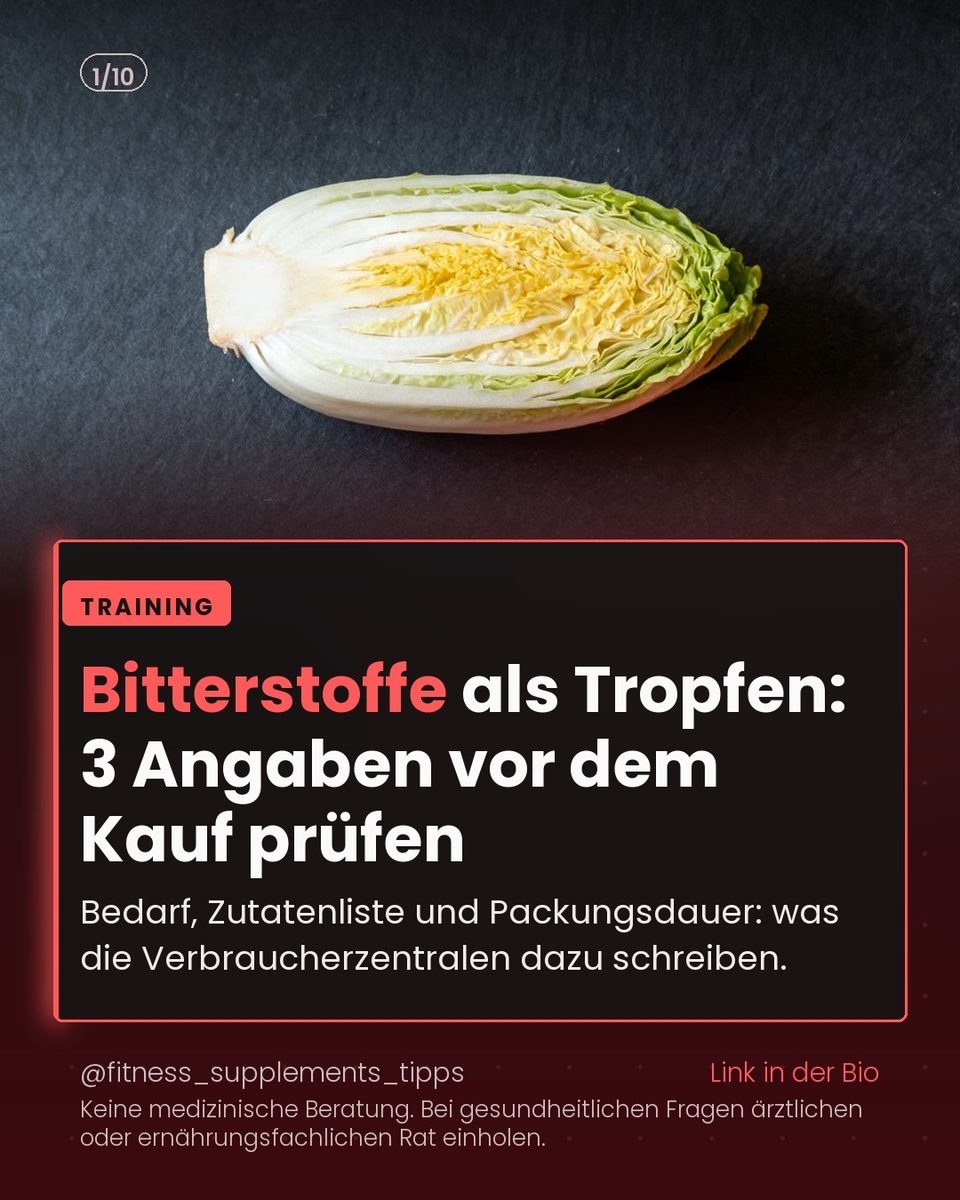 1/10
TRAINING
Bitterstoffe als Tropfen:
3 Angaben vor dem
Kauf prüfen
Bedarf, Zutatenliste und Packungsdauer: was
die Verbraucherzentralen dazu schreiben.
@fitness_supplements_tipps
Link in der Bio
Keine medizinische Beratung. Bei gesundheitlichen Fragen ärztlichen
oder ernährungsfachlichen Rat einholen.